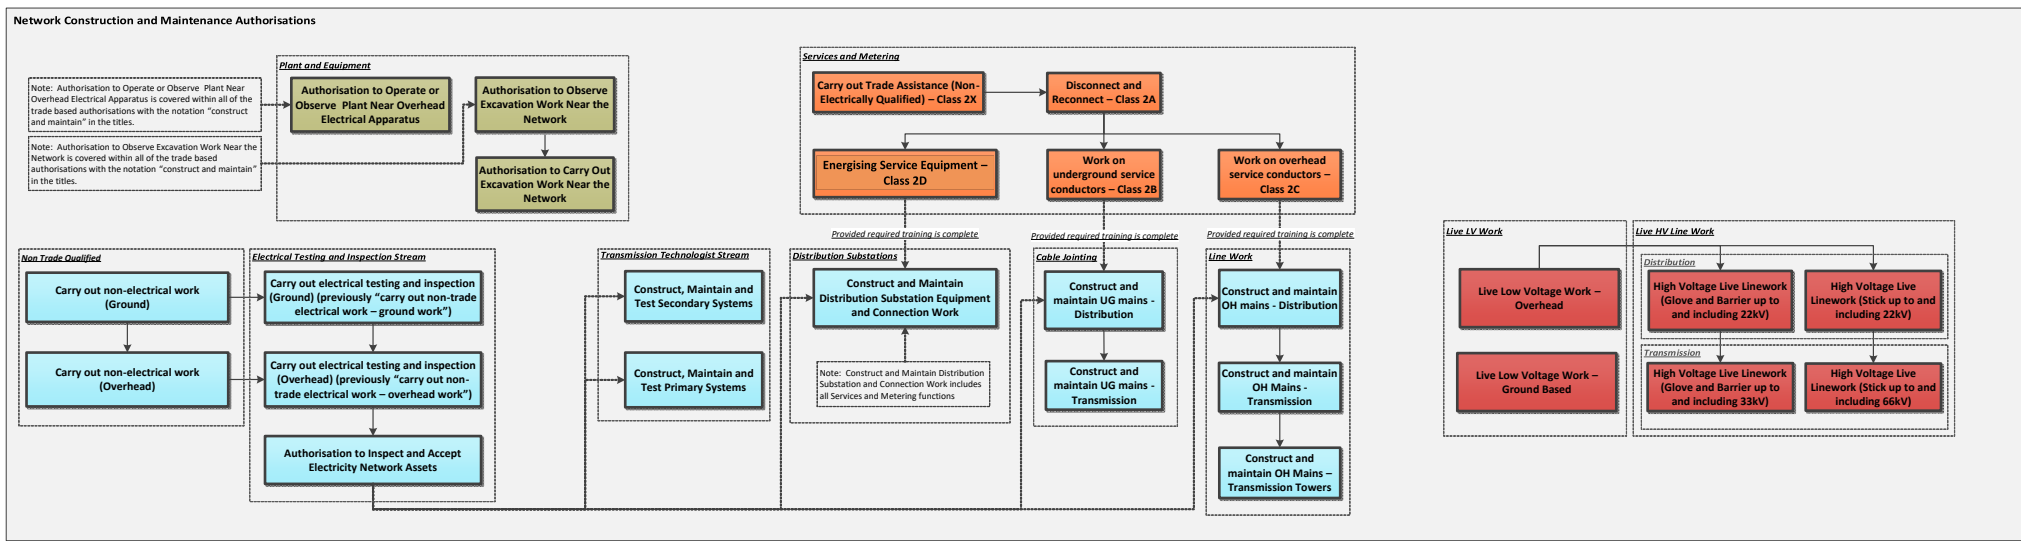 Network Construction and Maintenance Authorisations
Plant and Equipment
Note: Authorisation to Operate or Observe Plant Near
Overhead Electrical Apparatus is covered within all of the
trade based authorisations with the notation “construct
and maintain” in the titles.
Note: Authorisation to Observe Excavation Work Near the
Network is covered within all of the trade based
authorisations with the notation “construct and maintain”
in the titles.
Authorisation to Operate or
Observe Plant Near Overhead
Electrical Apparatus
Authorisation to Observe
Excavation Work Near the
Network
Authorisation to Carry Out
Excavation Work Near the
Network
Services and Metering
Carry out Trade Assistance (Non-
Electrically Qualified) – Class 2X
Disconnect and
Reconnect – Class 2A
Energising Service Equipment –
Class 2D
Work on
underground service
conductors – Class 2B
Work on overhead
service conductors –
Class 2C
Provided required training is complete
Provided required training is complete
Provided required training is complete
Non Trade Qualified
Carry out non-electrical work
(Ground)
Carry out non-electrical work
(Overhead)
Electrical Testing and Inspection Stream
Carry out electrical testing and inspection
(Ground) (previously “carry out non-trade
electrical work – ground work”)
Carry out electrical testing and inspection
(Overhead) (previously “carry out non-
trade electrical work – overhead work”)
Authorisation to Inspect and Accept
Electricity Network Assets
Transmission Technologist Stream
Construct, Maintain and
Test Secondary Systems
Construct, Maintain and
Test Primary Systems
Distribution Substations
Construct and Maintain
Distribution Substation Equipment
and Connection Work
Note: Construct and Maintain Distribution
Substation and Connection Work includes
all Services and Metering functions
Cable Jointing
Construct and
maintain UG mains -
Distribution
Construct and
maintain UG mains -
Transmission
Line Work
Construct and maintain
OH mains - Distribution
Construct and maintain
OH Mains -
Transmission
Construct and
maintain OH Mains –
Transmission Towers
Live LV Work
Live Low Voltage Work –
Overhead
Live Low Voltage Work –
Ground Based
Live HV Line Work
Distribution
High Voltage Live Linework
(Glove and Barrier up to
and including 22kV)
High Voltage Live
Linework (Stick up to and
including 22kV)
Transmission
High Voltage Live Linework
(Glove and Barrier up to
and including 33kV)
High Voltage Live
Linework (Stick up to and
including 66kV)